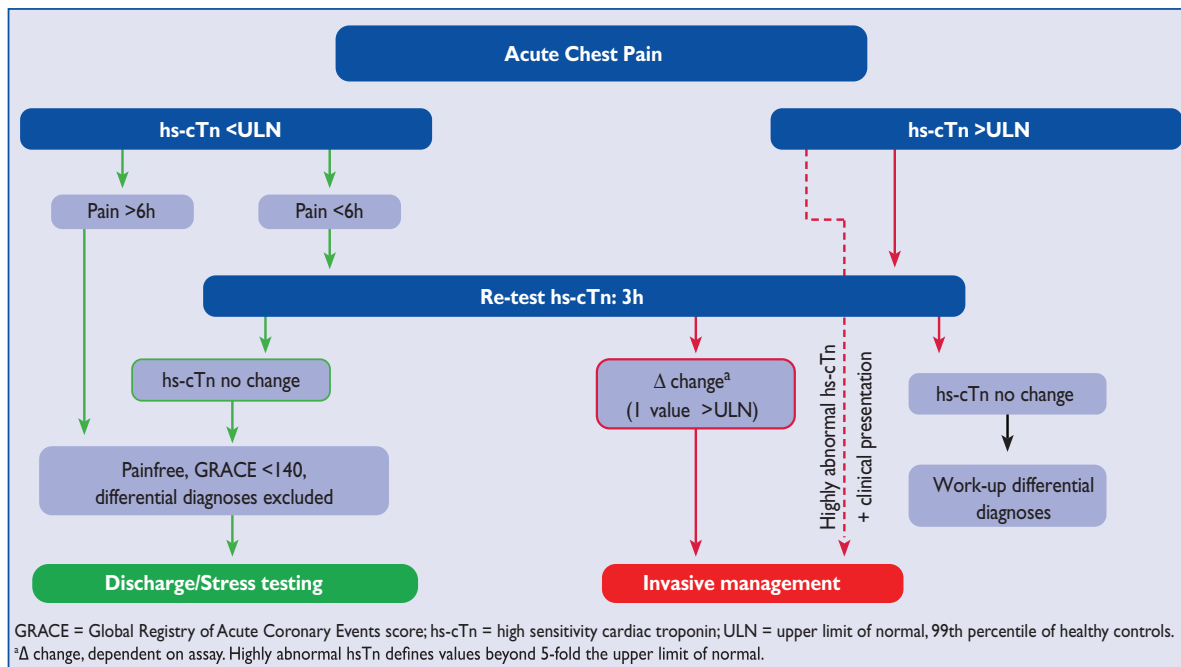 Acute Chest Pain
hs-cTn <ULN
hs-cTn >ULN
Pain >6h
Pain <6h
Re-test hs-cTn: 3h
hs-cTn no change
Δ changeᵃ
(1 value >ULN)
Highly abnormal hs-cTn
+ clinical presentation
hs-cTn no change
Painfree, GRACE <140,
differential diagnoses excluded
Work-up differential
diagnoses
Discharge/Stress testing
Invasive management
GRACE = Global Registry of Acute Coronary Events score; hs-cTn = high sensitivity cardiac troponin; ULN = upper limit of normal, 99th percentile of healthy controls.
ᵃΔ change, dependent on assay. Highly abnormal hsTn defines values beyond 5-fold the upper limit of normal.